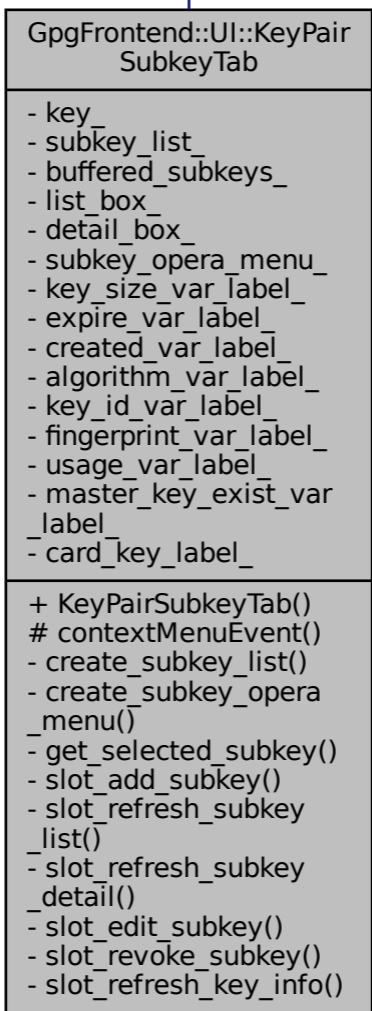 GpgFrontend::UI::KeyPair
SubkeyTab
- key_
- subkey_list_
- buffered_subkeys_
- list_box_
- detail_box_
- subkey_opera_menu_
- key_size_var_label_
- expire_var_label_
- created_var_label_
- algorithm_var_label_
- key_id_var_label_
- fingerprint_var_label_
- usage_var_label_
- master_key_exist_var
_label_
- card_key_label_
+ KeyPairSubkeyTab()
# contextMenuEvent()
- create_subkey_list()
- create_subkey_opera
_menu()
- get_selected_subkey()
- slot_add_subkey()
- slot_refresh_subkey
_list()
- slot_refresh_subkey
_detail()
- slot_edit_subkey()
- slot_revoke_subkey()
- slot_refresh_key_info()